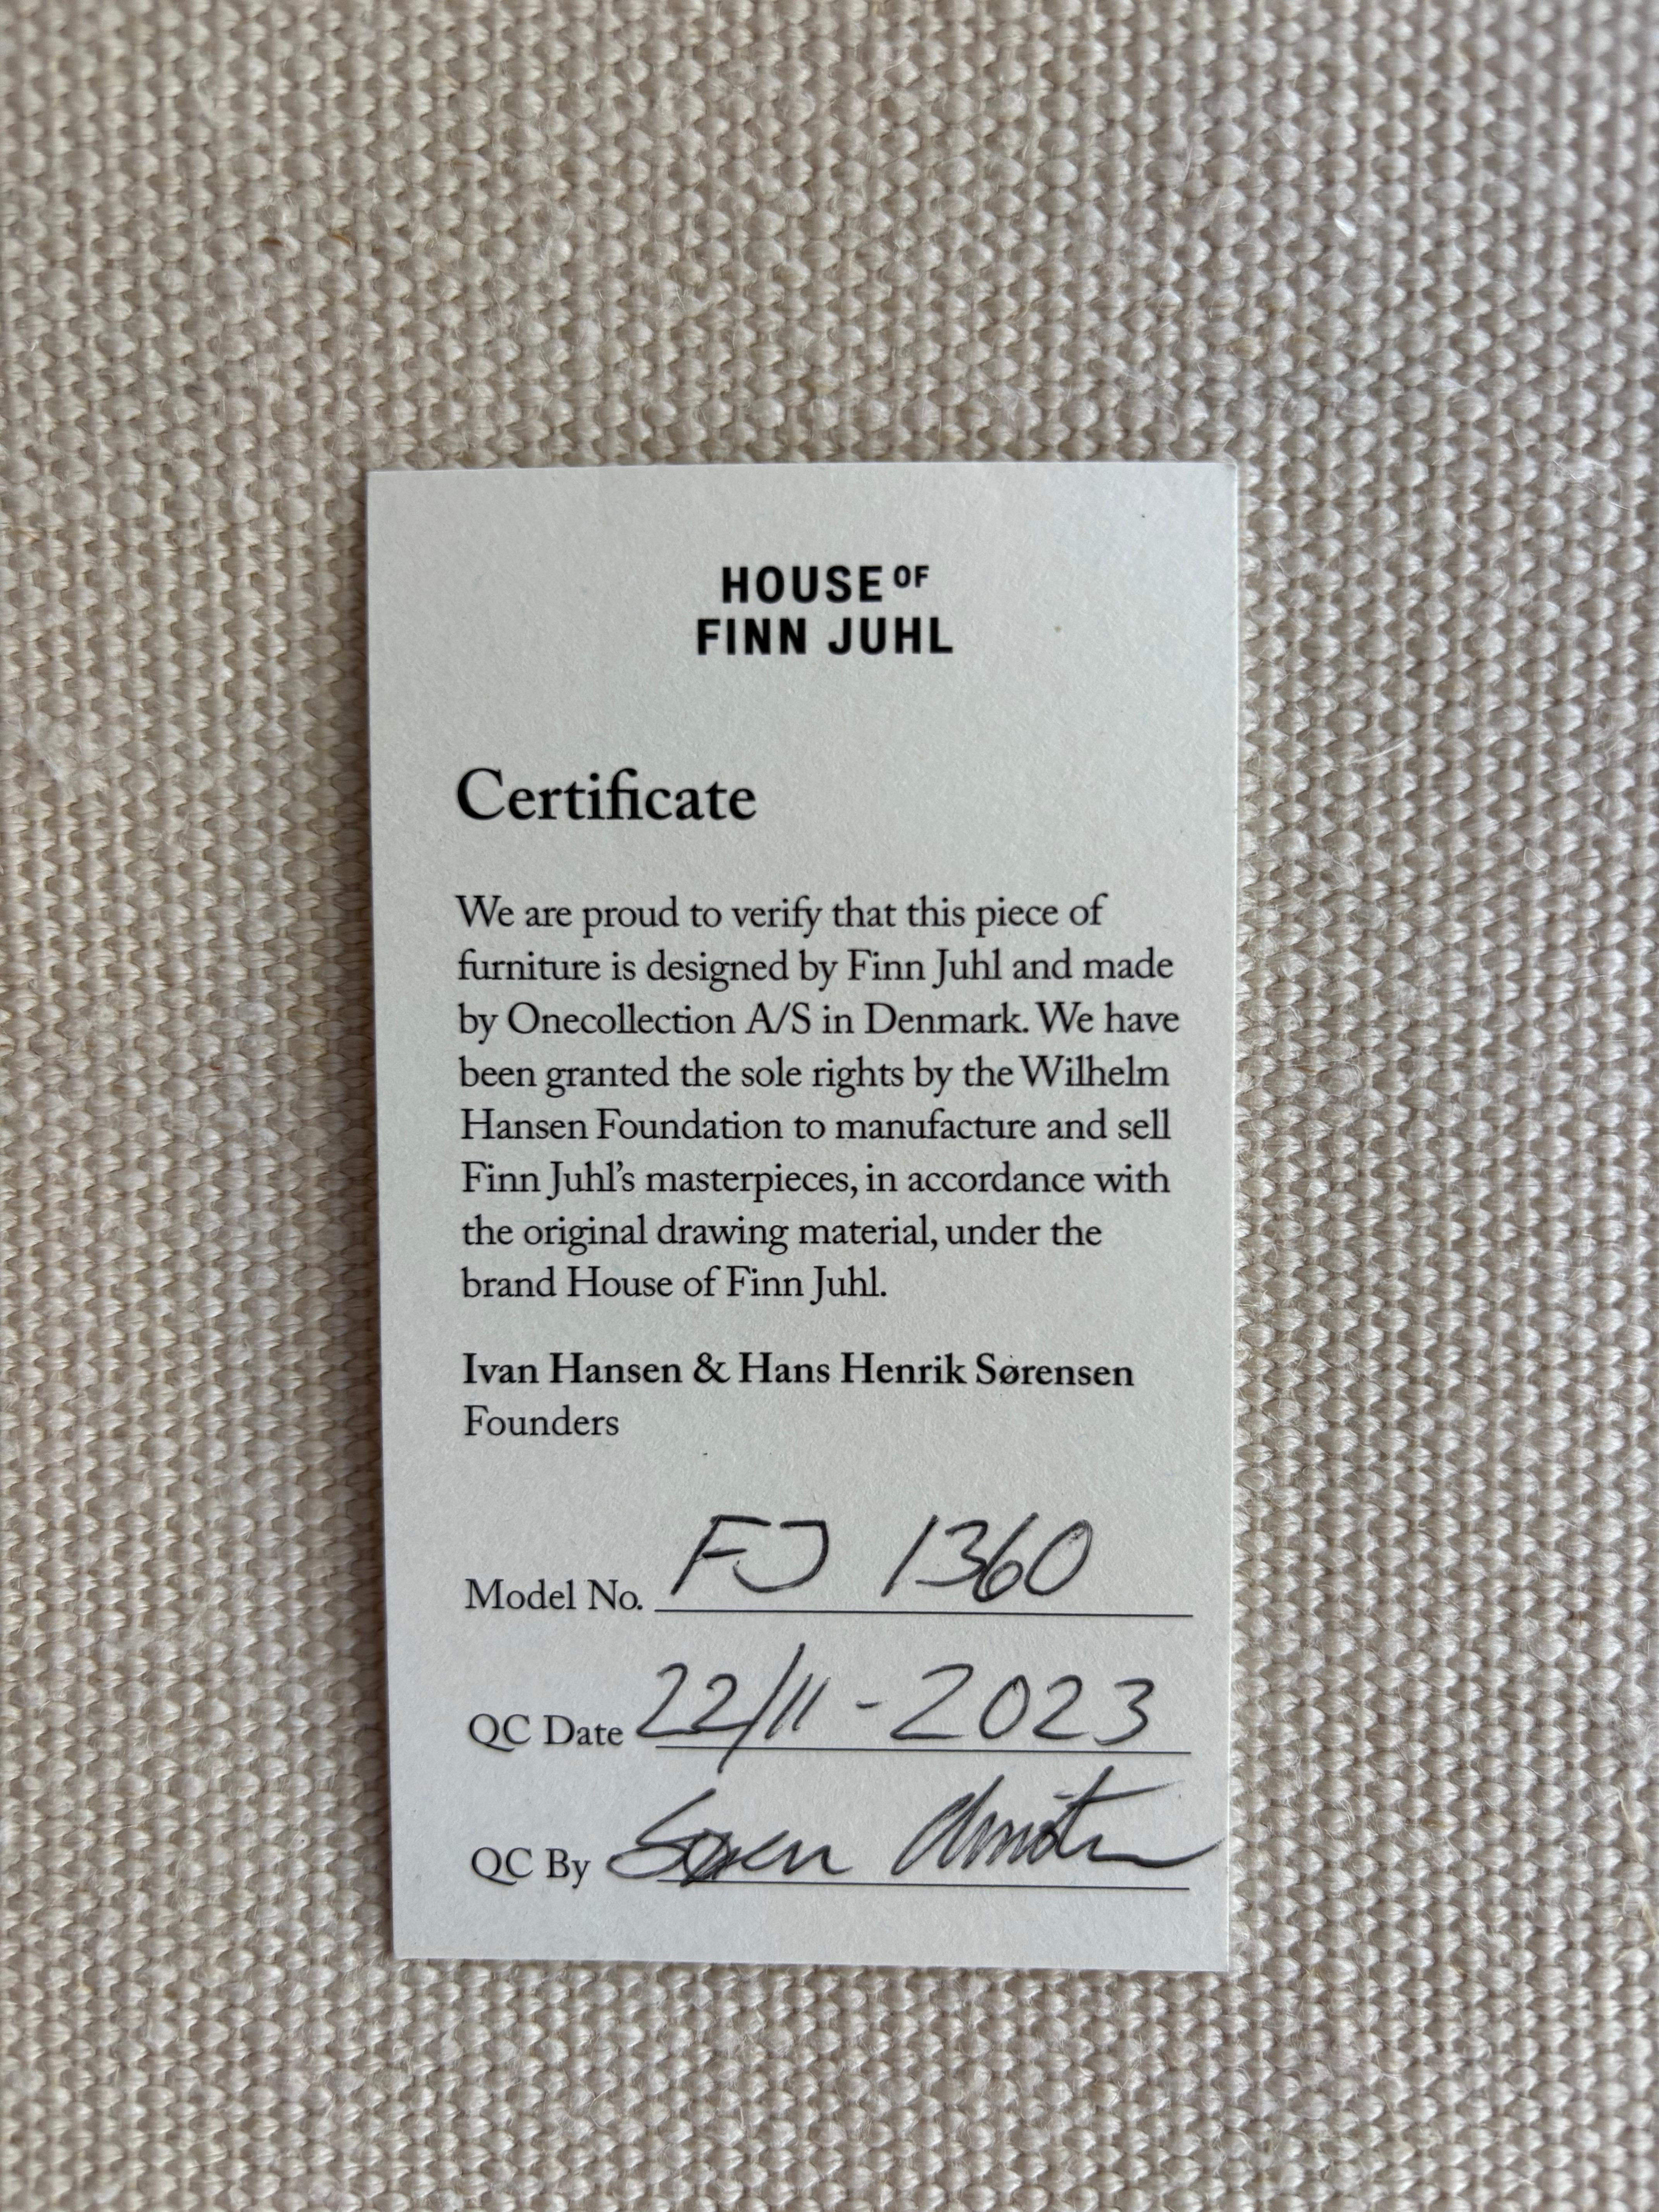 HOUSE OF
FINN JUHL
Certificate
We are proud to verify that this piece of
furniture is designed by Finn Juhl and made
by Onecollection A/S in Denmark. We have
been granted the sole rights by the Wilhelm
Hansen Foundation to manufacture and sell
Finn Juhl’s masterpieces, in accordance with
the original drawing material, under the
brand House of Finn Juhl.
Ivan Hansen & Hans Henrik Sørensen
Founders
Model No. FJ 1360
QC Date 22/11 - 2023
QC By